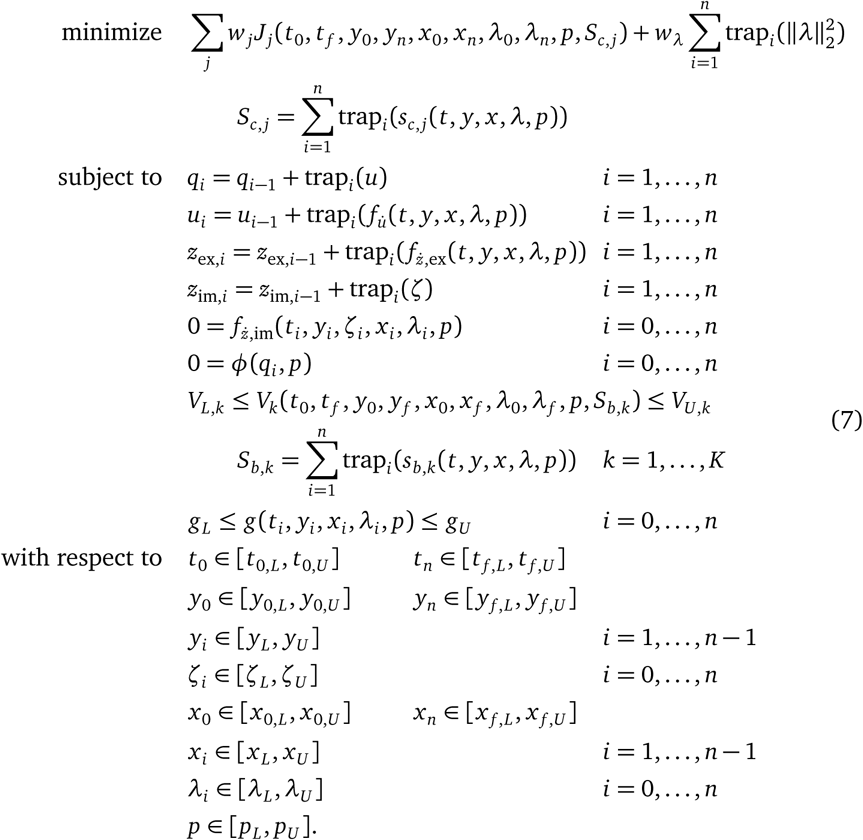 minimize ∑_j w_j J_j(t_0, t_f, y_0, y_n, x_0, x_n, λ_0, λ_n, p, S_{c,j}) + w_λ ∑_{i=1}^{n} trap_i(‖λ‖_2^2)
S_{c,j} = ∑_{i=1}^{n} trap_i(s_{c,j}(t, y, x, λ, p))
subject to q_i = q_{i−1} + trap_i(u) i = 1, . . . , n
u_i = u_{i−1} + trap_i(f_{u̇}(t, y, x, λ, p)) i = 1, . . . , n
z_{ex,i} = z_{ex,i−1} + trap_i(f_{ż,ex}(t, y, x, λ, p)) i = 1, . . . , n
z_{im,i} = z_{im,i−1} + trap_i(ζ) i = 1, . . . , n
0 = f_{ż,im}(t_i, y_i, ζ_i, x_i, λ_i, p) i = 0, . . . , n
0 = ϕ(q_i, p) i = 0, . . . , n
V_{L,k} ≤ V_k(t_0, t_f, y_0, y_f, x_0, x_f, λ_0, λ_f, p, S_{b,k}) ≤ V_{U,k}
(7)
S_{b,k} = ∑_{i=1}^{n} trap_i(s_{b,k}(t, y, x, λ, p)) k = 1, . . . , K
g_L ≤ g(t_i, y_i, x_i, λ_i, p) ≤ g_U i = 0, . . . , n
with respect to t_0 ∈ [t_{0,L}, t_{0,U}] t_n ∈ [t_{f,L}, t_{f,U}]
y_0 ∈ [y_{0,L}, y_{0,U}] y_n ∈ [y_{f,L}, y_{f,U}]
y_i ∈ [y_L, y_U] i = 1, . . . , n − 1
ζ_i ∈ [ζ_L, ζ_U] i = 0, . . . , n
x_0 ∈ [x_{0,L}, x_{0,U}] x_n ∈ [x_{f,L}, x_{f,U}]
x_i ∈ [x_L, x_U] i = 1, . . . , n − 1
λ_i ∈ [λ_L, λ_U] i = 0, . . . , n
p ∈ [p_L, p_U].